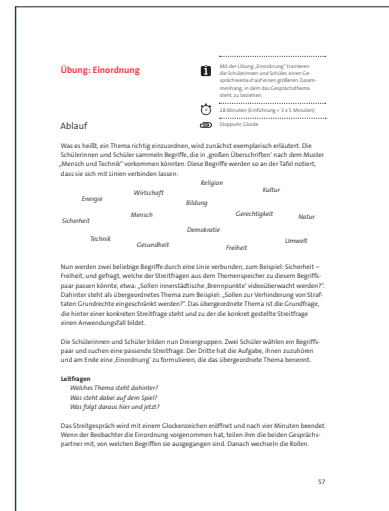 Übung: Einordnung
Mit der Übung „Einordnung" trainieren
die Schülerinnen und Schüler, einen Ge-
sprächsverlauf auf einen größeren Zusam-
menhang, in dem das Gesprächsthema
steht, zu beziehen.
18 Minuten (Einführung + 3 x 5 Minuten)
Stoppuhr, Glocke
Ablauf
Was es heißt, ein Thema richtig einzuordnen, wird zunächst exemplarisch erläutert. Die
Schülerinnen und Schüler sammeln Begriffe, die in ‚großen Überschriften' nach dem Muster
„Mensch und Technik" vorkommen könnten. Diese Begriffe werden so an der Tafel notiert,
dass sie sich mit Linien verbinden lassen:
Religion
Wirtschaft
Kultur
Energie
Bildung
Mensch
Gerechtigkeit
Natur
Sicherheit
Demokratie
Technik
Umwelt
Gesundheit
Freiheit
Nun werden zwei beliebige Begriffe durch eine Linie verbunden, zum Beispiel: Sicherheit –
Freiheit, und gefragt, welche der Streitfragen aus dem Themenspeicher zu diesem Begriffs-
paar passen könnte, etwa: „Sollen innerstädtische ‚Brennpunkte' videoüberwacht werden?".
Dahinter steht als übergeordnetes Thema zum Beispiel: „Sollen zur Verhinderung von Straf-
taten Grundrechte eingeschränkt werden?". Das übergeordnete Thema ist die Grundfrage,
die hinter einer konkreten Streitfrage steht und zu der die konkret gestellte Streitfrage
einen Anwendungsfall bildet.
Die Schülerinnen und Schüler bilden nun Dreiergruppen. Zwei Schüler wählen ein Begriffs-
paar und suchen eine passende Streitfrage. Der Dritte hat die Aufgabe, ihnen zuzuhören
und am Ende eine ‚Einordnung' zu formulieren, die das übergeordnete Thema benennt.
Leitfragen
Welches Thema steht dahinter?
Was steht dabei auf dem Spiel?
Was folgt daraus hier und jetzt?
Das Streitgespräch wird mit einem Glockenzeichen eröffnet und nach vier Minuten beendet.
Wenn der Beobachter die Einordnung vorgenommen hat, teilen ihm die beiden Gesprächs-
partner mit, von welchen Begriffen sie ausgegangen sind. Danach wechseln die Rollen.
57